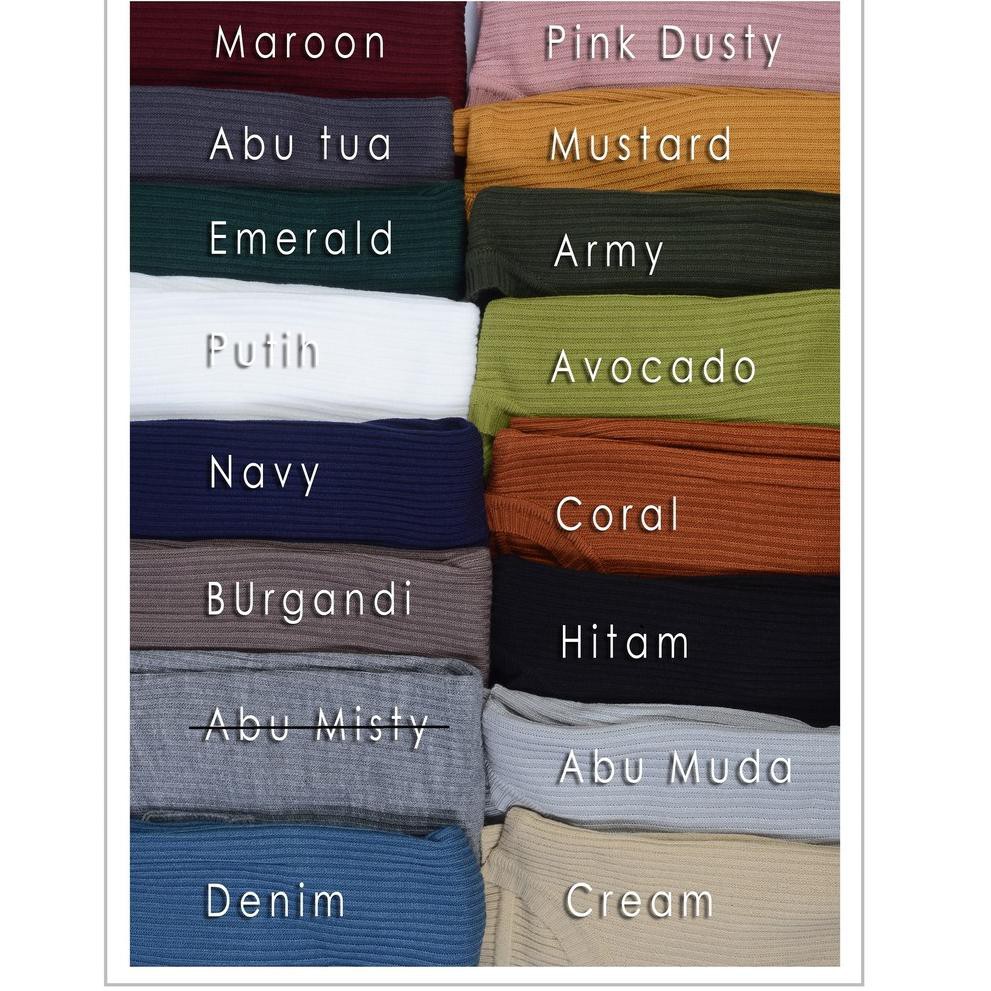 Maroon
Pink Dusty
Abu tua
Mustard
Emerald
Army
Putih
Avocado
Navy
Coral
BUrgandi
Hitam
Abu Misty
Abu Muda
Denim
Cream